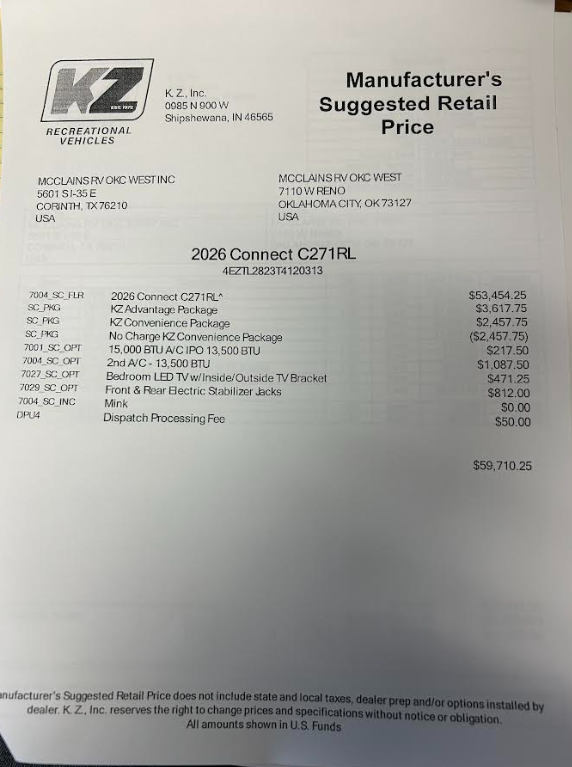 KZ
SINCE 1972
RECREATIONAL
VEHICLES
K. Z., Inc.
0985 N 900 W
Shipshewana, IN 46565
Manufacturer's
Suggested Retail
Price
MCCLAINS RV OKC WEST INC
5601 S I-35 E
CORINTH, TX 76210
USA
MCCLAINS RV OKC WEST
7110 W RENO
OKLAHOMA CITY, OK 73127
USA
2026 Connect C271RL
4EZTL2823T4120313
7004_SC_FLR 2026 Connect C271RL^ $53,454.25
SC_PKG KZ Advantage Package $3,617.75
SC_PKG KZ Convenience Package $2,457.75
SC_PKG No Charge KZ Convenience Package ($2,457.75)
7001_SC_OPT 15,000 BTU A/C IPO 13,500 BTU $217.50
7004_SC_OPT 2nd A/C - 13,500 BTU $1,087.50
7027_SC_OPT Bedroom LED TV w/Inside/Outside TV Bracket $471.25
7029_SC_OPT Front & Rear Electric Stabilizer Jacks $812.00
7004_SC_INC Mink $0.00
DPU4 Dispatch Processing Fee $50.00
$59,710.25
anufacturer's Suggested Retail Price does not include state and local taxes, dealer prep and/or options installed by
dealer. K. Z., Inc. reserves the right to change prices and specifications without notice or obligation.
All amounts shown in U.S. Funds